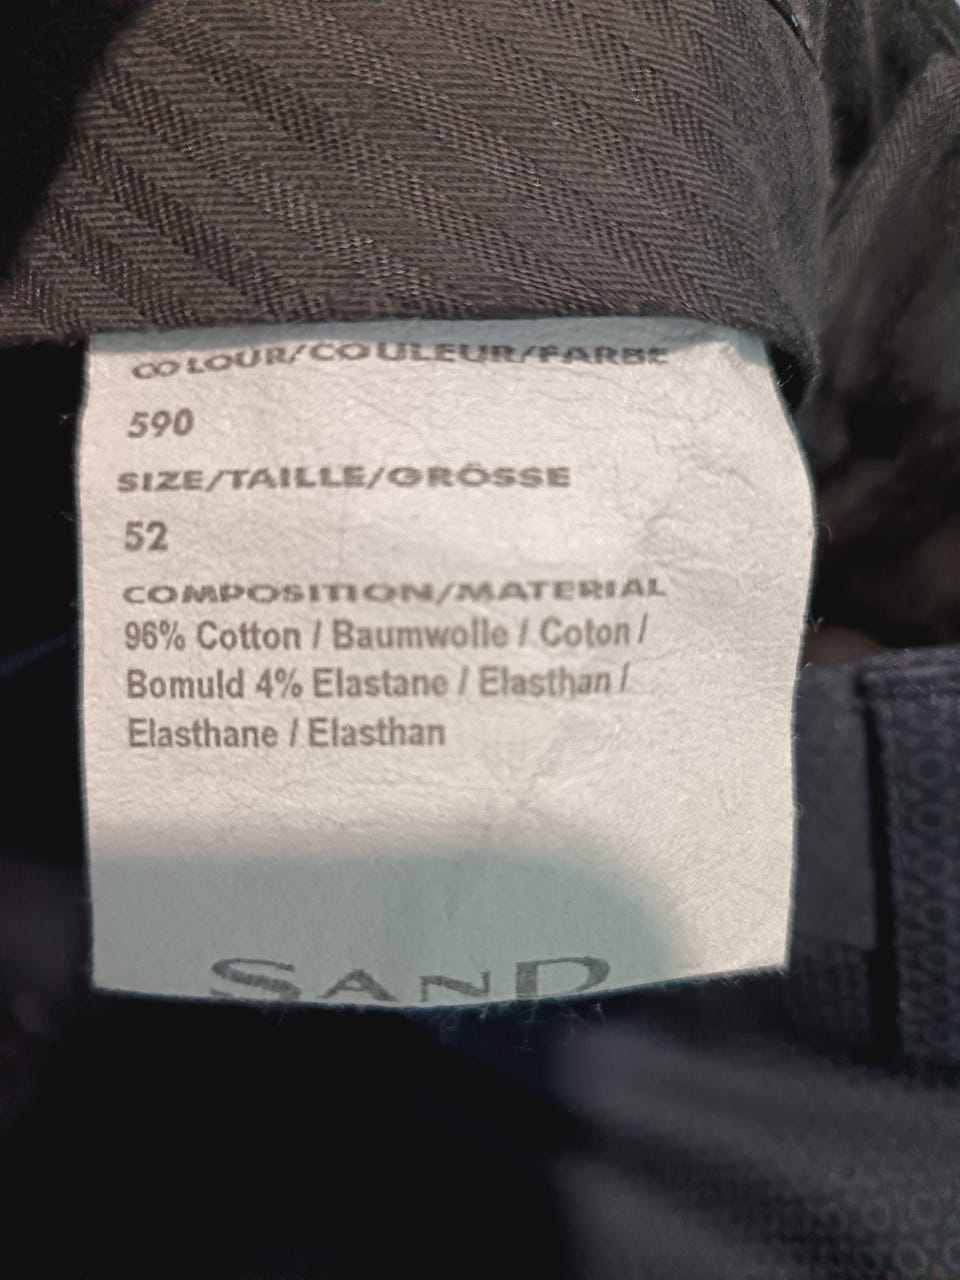 COLOUR/COULEUR/FARBE
590
SIZE/TAILLE/GRÖSSE
52
COMPOSITION/MATERIAL
96% Cotton / Baumwolle / Coton /
Bomuld 4% Elastane / Elasthan /
Elasthane / Elasthan
SAND